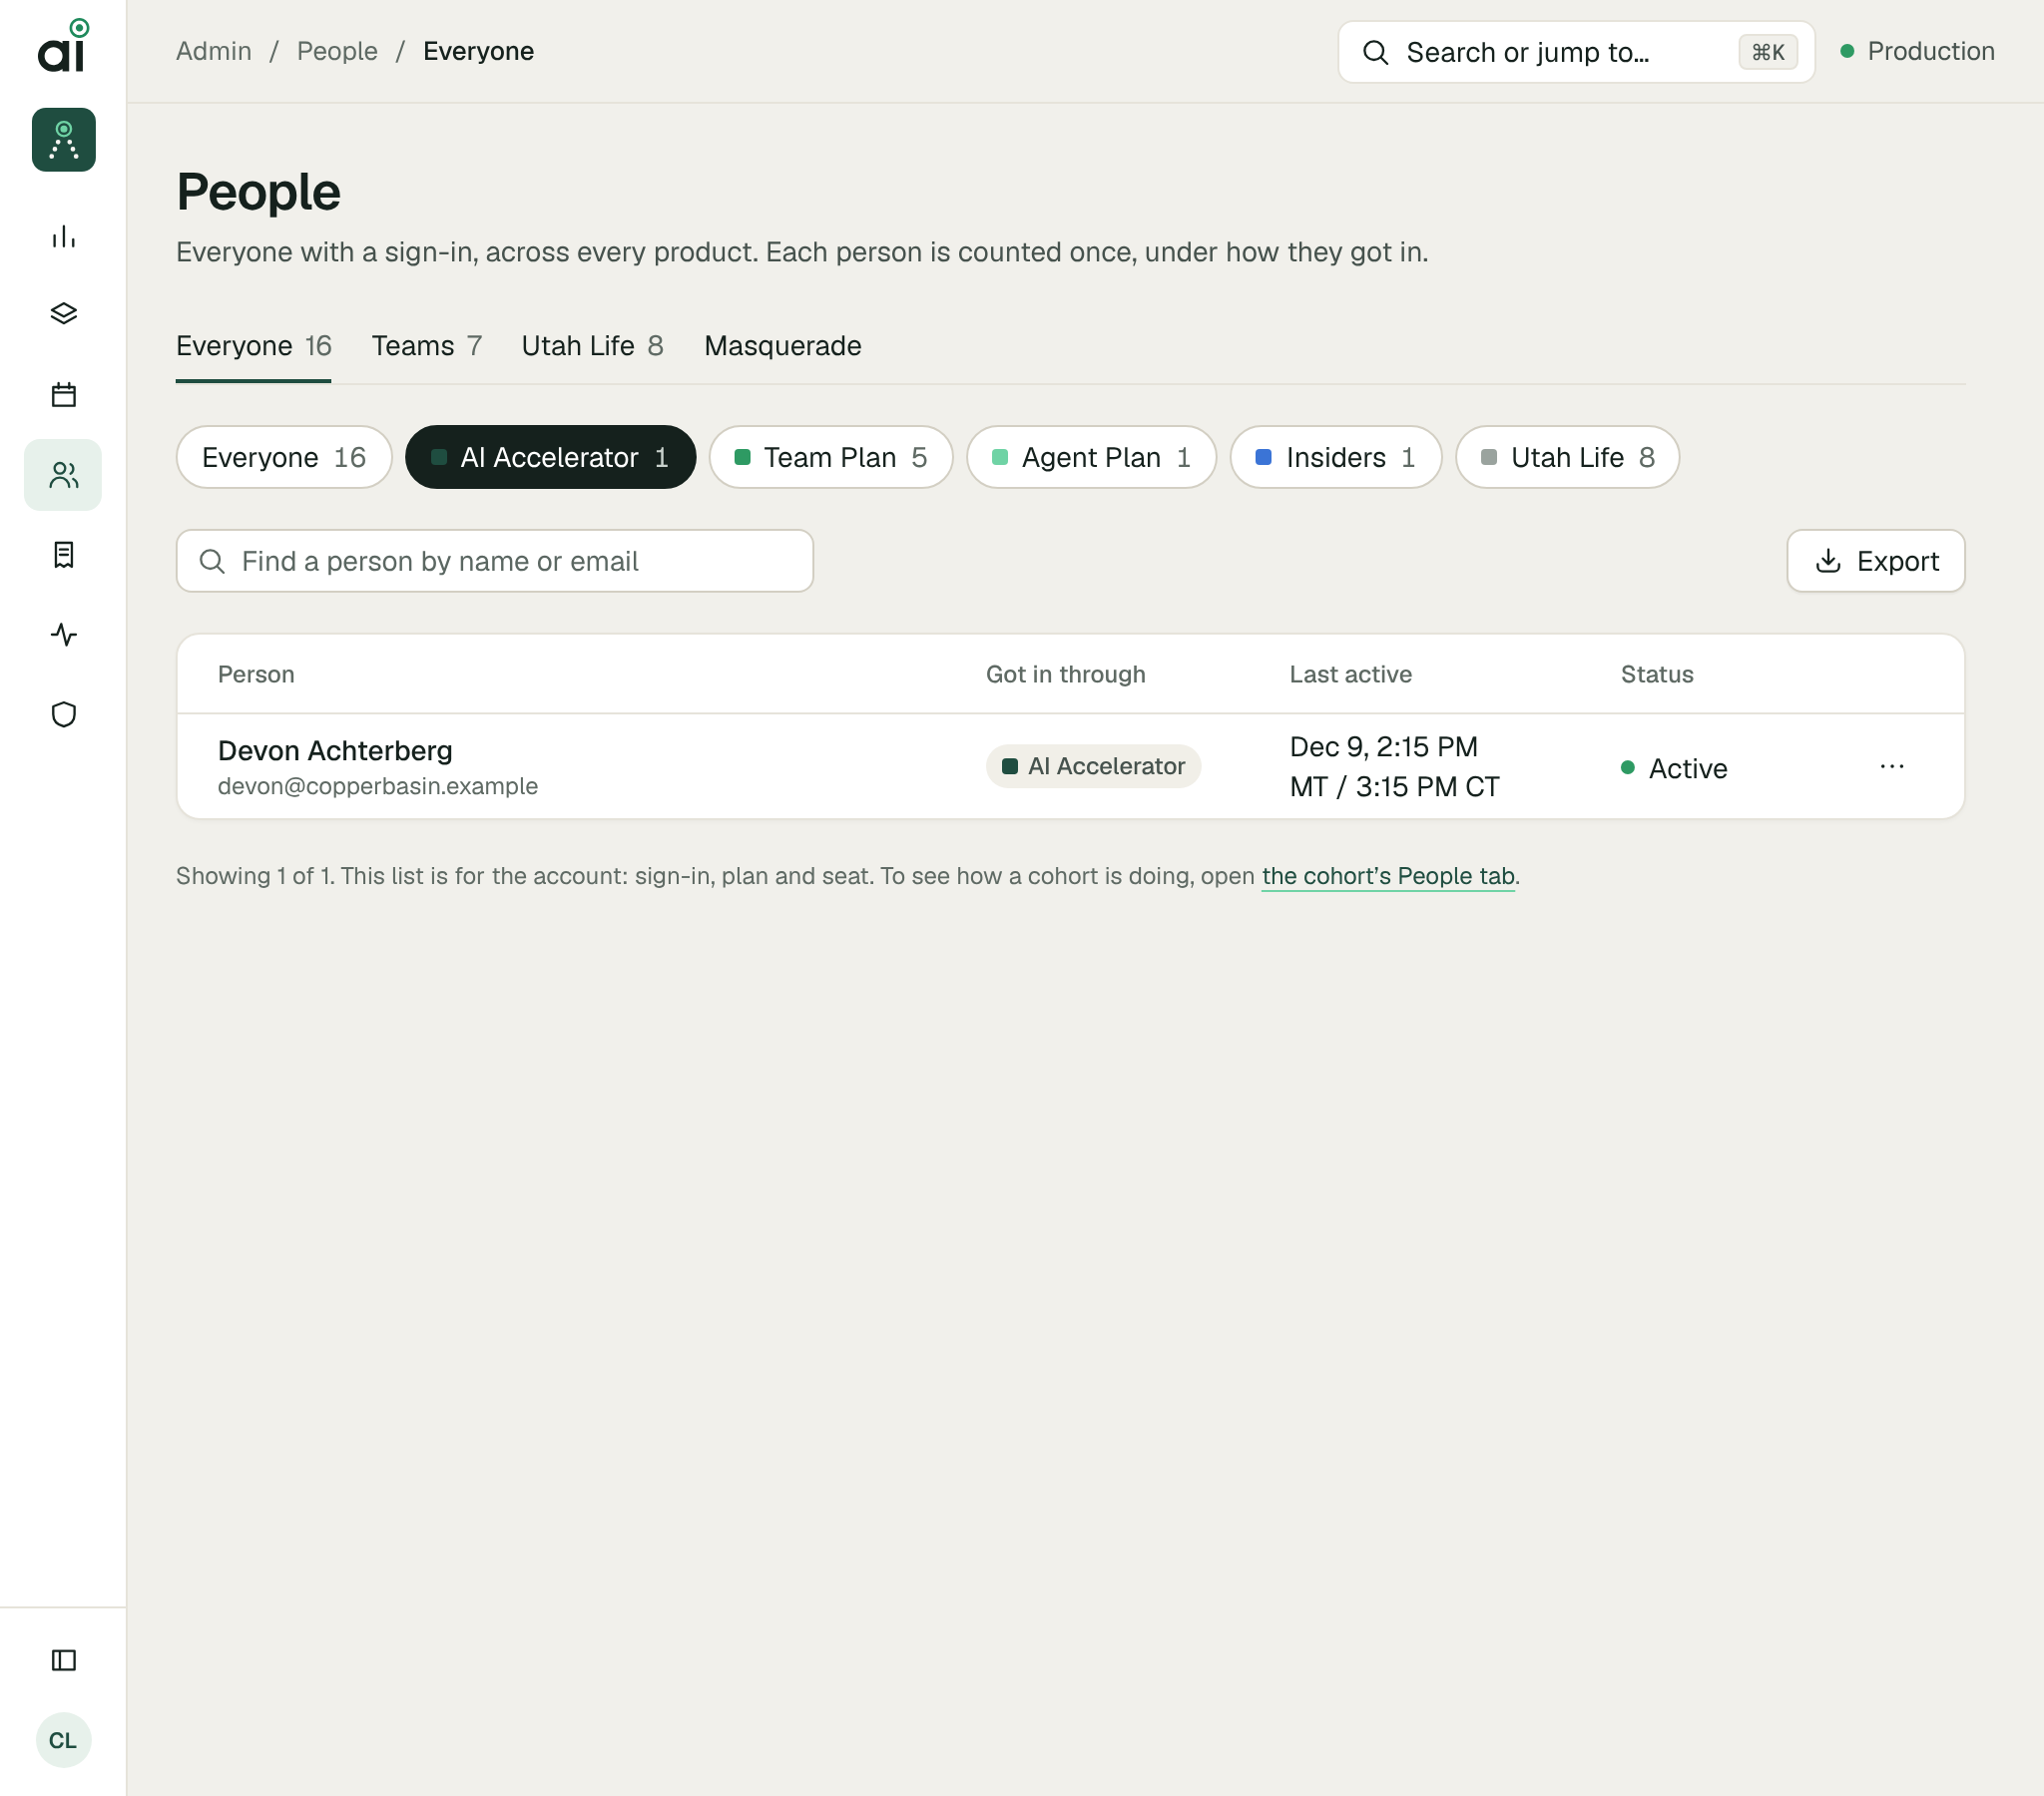 ai
Admin / People / Everyone
Search or jump to... ⌘K
Production
People
Everyone with a sign-in, across every product. Each person is counted once, under how they got in.
Everyone 16 Teams 7 Utah Life 8 Masquerade
Everyone 16 AI Accelerator 1 Team Plan 5 Agent Plan 1 Insiders 1 Utah Life 8
Find a person by name or email
Export
Person Got in through Last active Status
Devon Achterberg
devon@copperbasin.example
AI Accelerator
Dec 9, 2:15 PM
MT / 3:15 PM CT
Active
Showing 1 of 1. This list is for the account: sign-in, plan and seat. To see how a cohort is doing, open the cohort’s People tab.
CL